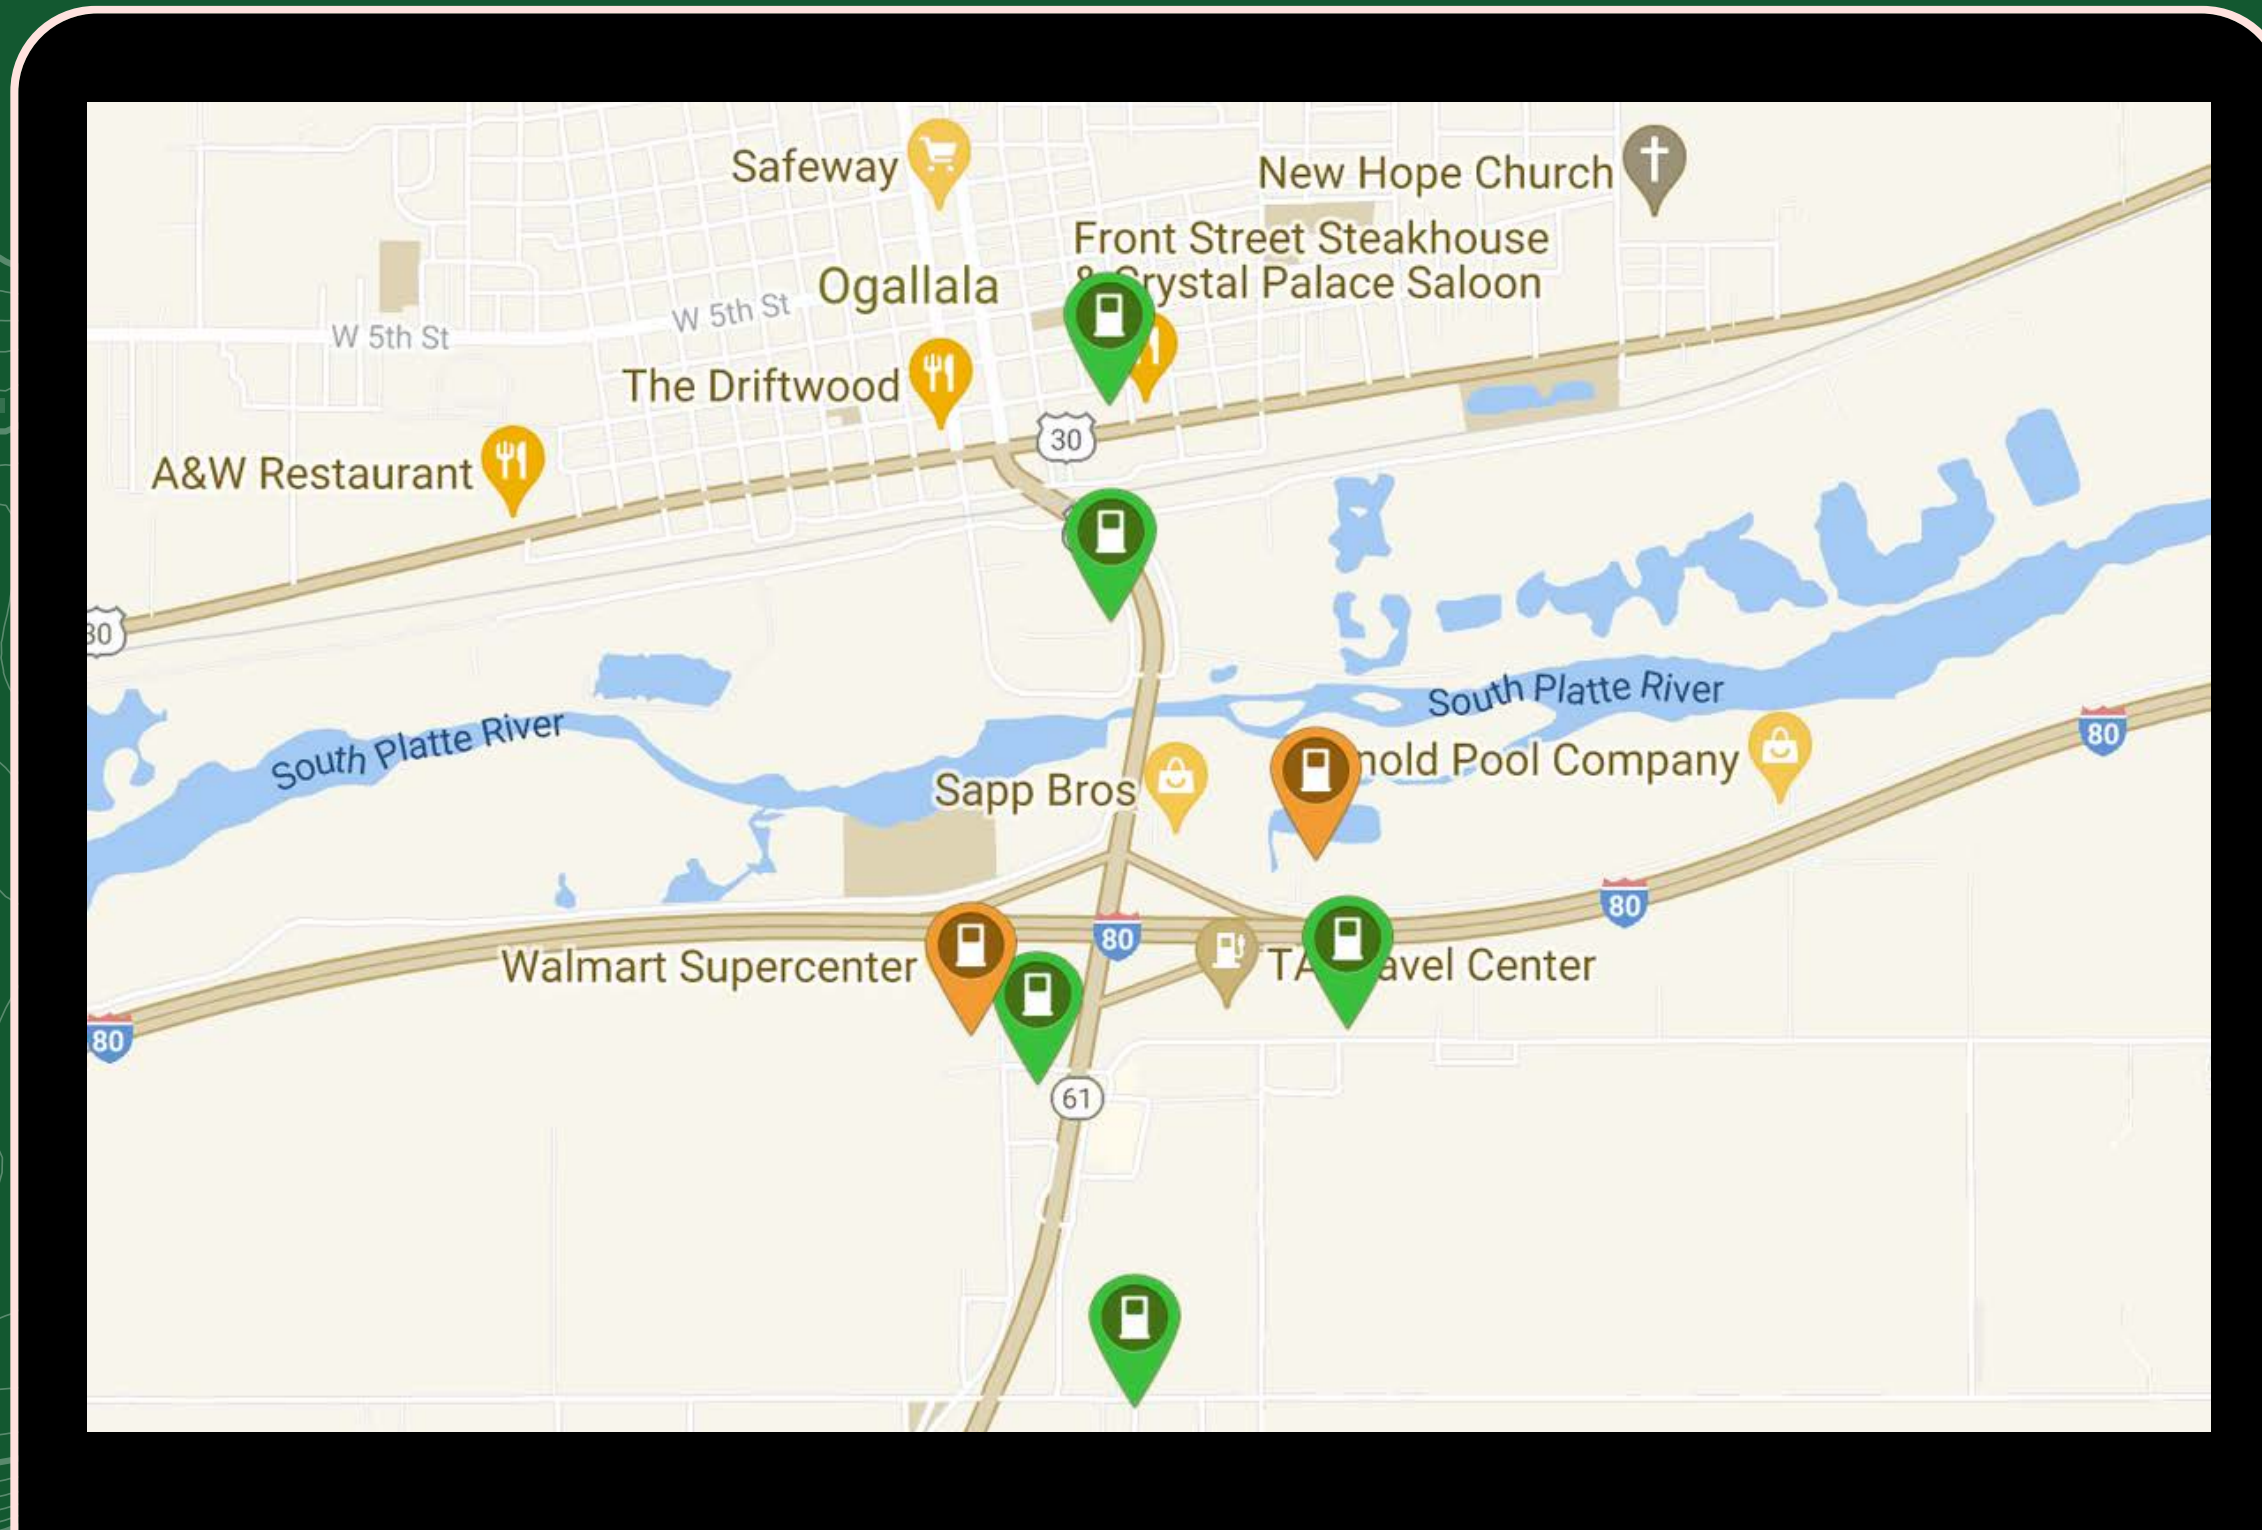 Safeway
New Hope Church
Front Street Steakhouse
& Crystal Palace Saloon
Ogallala
W 5th St
W 5th St
The Driftwood
30
A&W Restaurant
30
South Platte River
South Platte River
80
nold Pool Company
Sapp Bros
80
80
Walmart Supercenter
TA avel Center
80
61